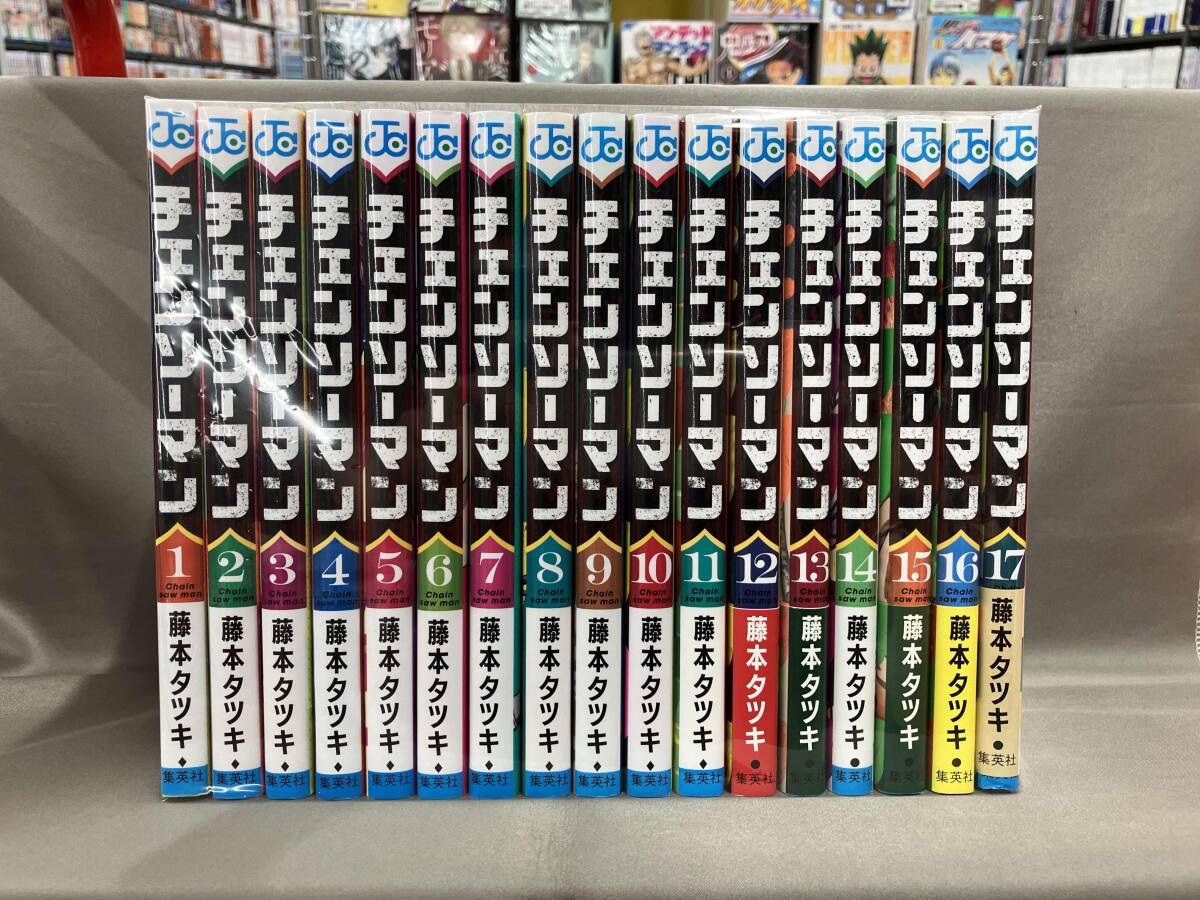 アンデッド
アンラック
JC
チェンソーマン
1
Chain
saw man
藤本タツキ
集英社
JC
チェンソーマン
2
Chain
saw man
藤本タツキ
集英社
JC
チェンソーマン
3
Chain
saw man
藤本タツキ
集英社
JC
チェンソーマン
4
Chain
saw man
藤本タツキ
集英社
JC
チェンソーマン
5
Chain
saw man
藤本タツキ
集英社
JC
チェンソーマン
6
Chain
saw man
藤本タツキ
集英社
JC
チェンソーマン
7
Chain
saw man
藤本タツキ
集英社
JC
チェンソーマン
8
Chain
saw man
藤本タツキ
集英社
JC
チェンソーマン
9
Chain
saw man
藤本タツキ
集英社
JC
チェンソーマン
10
Chain
saw man
藤本タツキ
集英社
JC
チェンソーマン
11
Chain
saw man
藤本タツキ
集英社
JC
チェンソーマン
12
Chain
saw man
藤本タツキ
集英社
JC
チェンソーマン
13
Chain
saw man
藤本タツキ
集英社
JC
チェンソーマン
14
Chain
saw man
藤本タツキ
集英社
JC
チェンソーマン
15
Chain
saw man
藤本タツキ
集英社
JC
チェンソーマン
16
Chain
saw man
藤本タツキ
集英社
JC
チェンソーマン
17
藤本タツキ
集英社